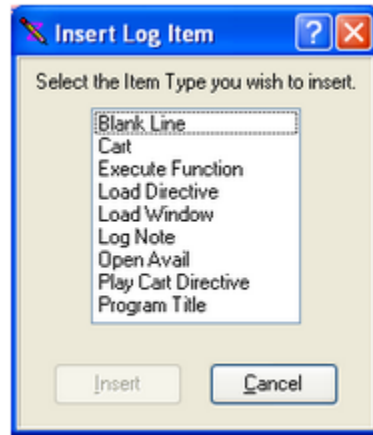 Insert Log Item
Select the Item Type you wish to insert.
Blank Line
Cart
Execute Function
Load Directive
Load Window
Log Note
Open Avail
Play Cart Directive
Program Title
Insert Cancel